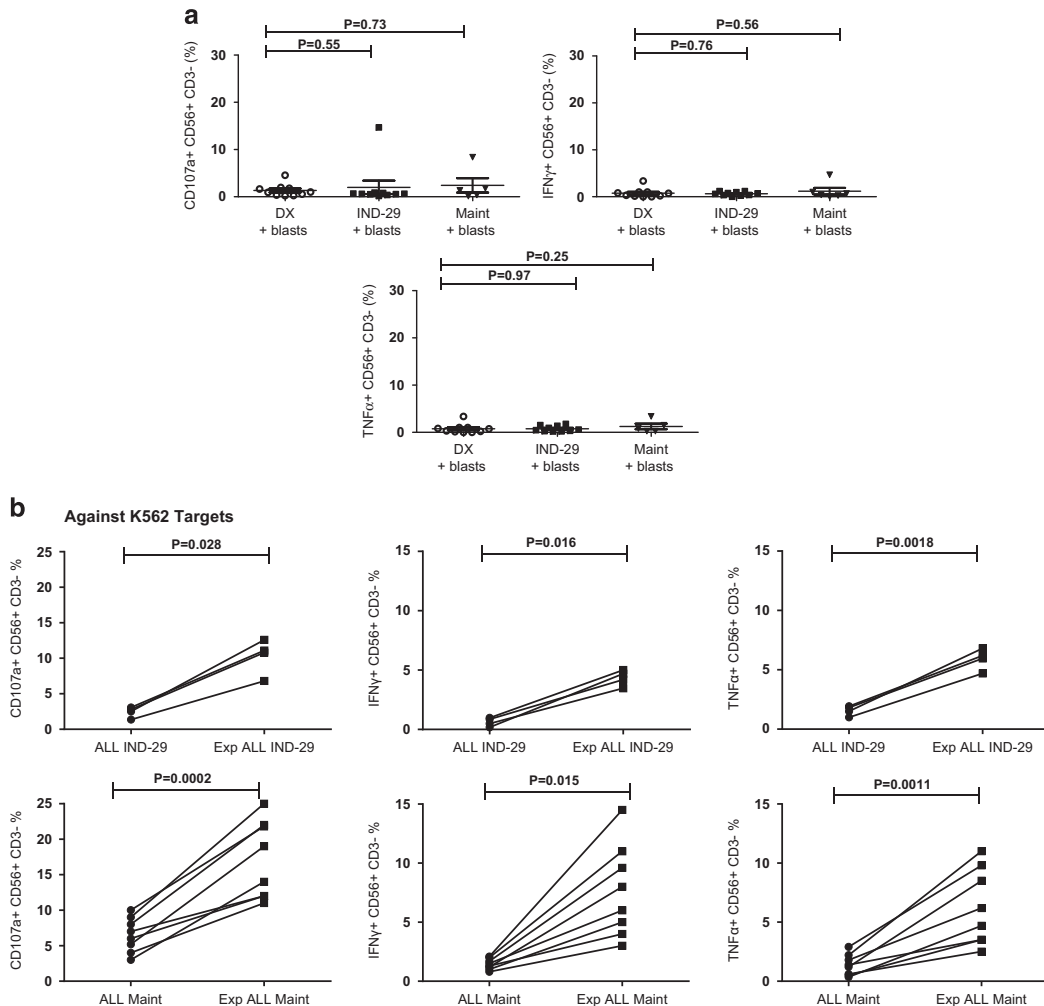 a
P=0.73
P=0.55
CD107a+ CD56+ CD3- (%)
30
20
10
0
DX
+ blasts
IND-29
+ blasts
Maint
+ blasts
P=0.56
P=0.76
IFNγ+ CD56+ CD3- (%)
30
20
10
0
DX
+ blasts
IND-29
+ blasts
Maint
+ blasts
P=0.25
P=0.97
TNFα+ CD56+ CD3- (%)
30
20
10
0
DX
+ blasts
IND-29
+ blasts
Maint
+ blasts
b
Against K562 Targets
P=0.028
CD107a+ CD56+ CD3- %
25
20
15
10
5
0
ALL IND-29
Exp ALL IND-29
P=0.016
IFNγ+ CD56+ CD3- %
15
10
5
0
ALL IND-29
Exp ALL IND-29
P=0.0018
TNFα+ CD56+ CD3- %
15
10
5
0
ALL IND-29
Exp ALL IND-29
P=0.0002
CD107a+ CD56+ CD3- %
25
20
15
10
5
0
ALL Maint
Exp ALL Maint
P=0.015
IFNγ+ CD56+ CD3- %
15
10
5
0
ALL Maint
Exp ALL Maint
P=0.0011
TNFα+ CD56+ CD3- %
15
10
5
0
ALL Maint
Exp ALL Maint